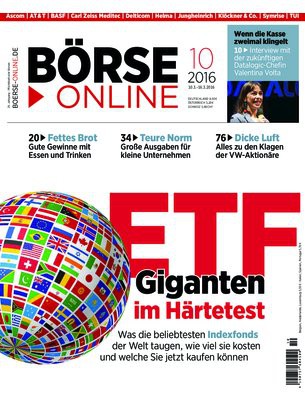 Ascom | AT&T | BASF | Carl Zeiss Meditec | Delticom | Helma | Jungheinrich | Klöckner & Co. | Symrise | TUI
BOERSE-ONLINE.DE
BÖRSE
ONLINE
10
2016
Wenn die Kasse
zweimal klingelt
10 Interview mit
der zukünftigen
Datalogic-Chefin
Valentina Volta
20 Fettes Brot
Gute Gewinne mit
Essen und Trinken
34 Teure Norm
Große Ausgaben für
kleine Unternehmen
76 Dicke Luft
Alles zu den Klagen
der VW-Aktionäre
ETF
Giganten
im Härtetest
Was die beliebtesten Indexfonds
der Welt taugen, wie viel sie kosten
und welche Sie jetzt kaufen können